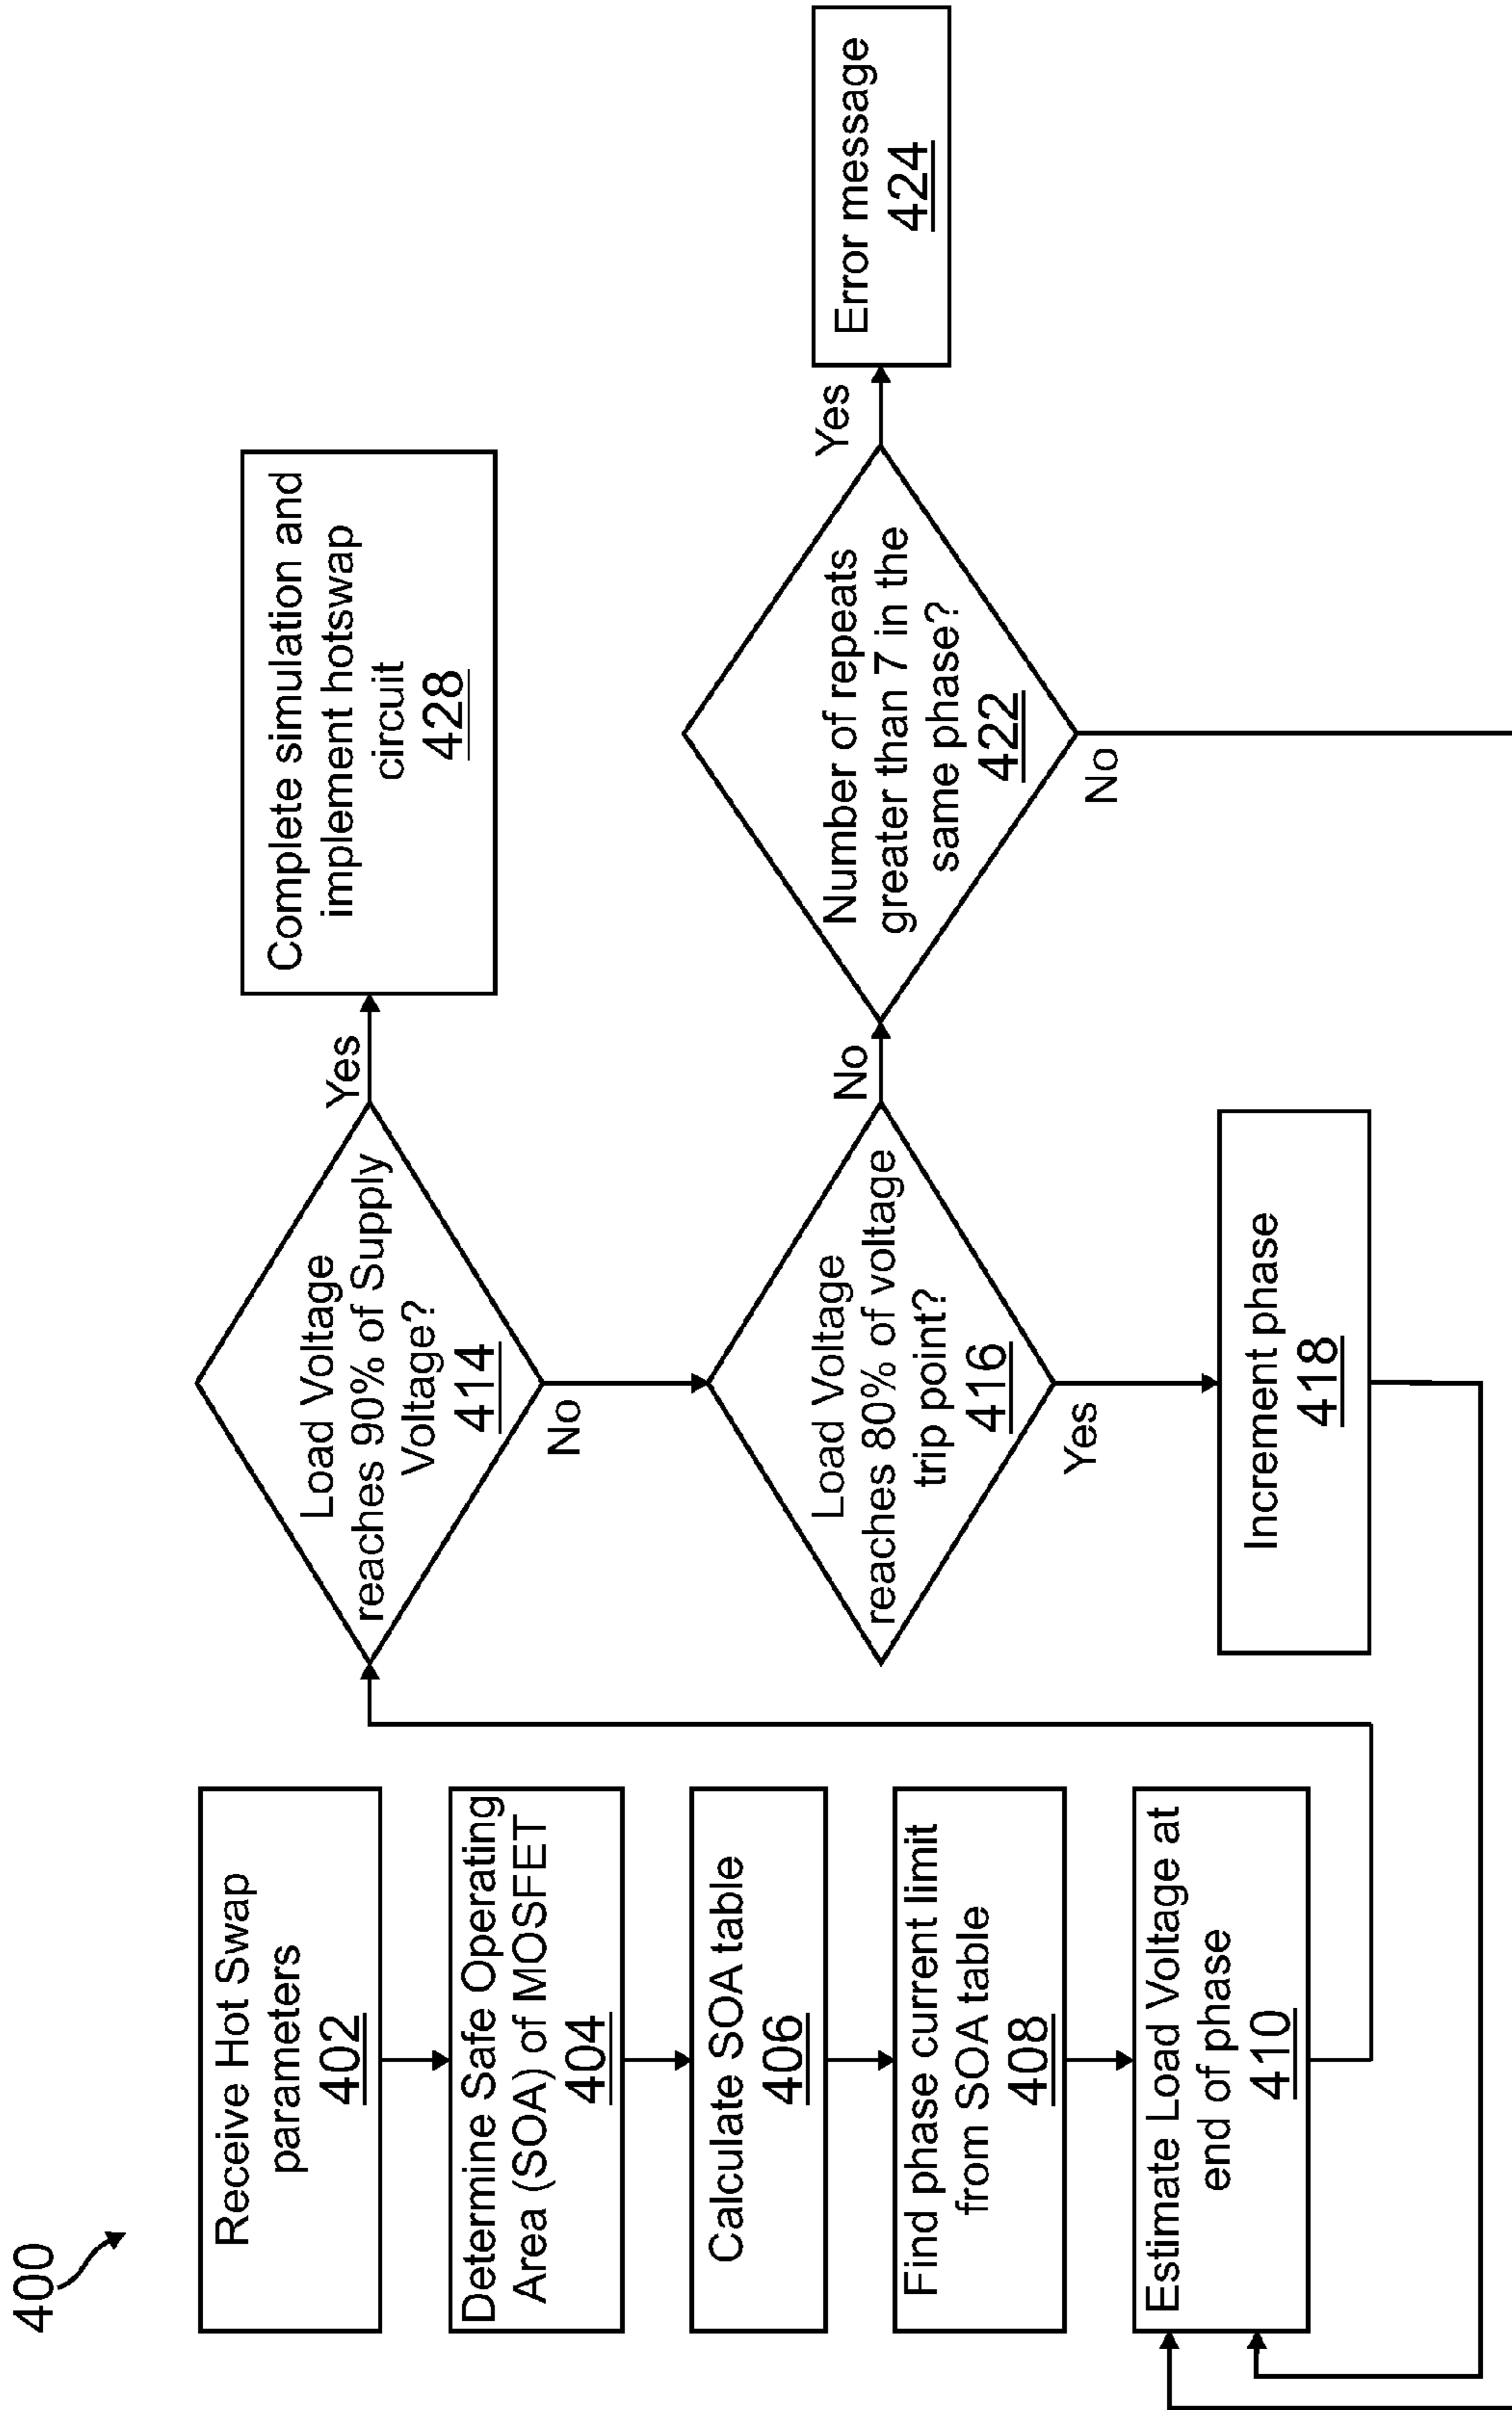 400
Receive Hot Swap
parameters
402
Determine Safe Operating
Area (SOA) of MOSFET
404
Calculate SOA table
406
Find phase current limit
from SOA table
408
Estimate Load Voltage at
end of phase
410
Load Voltage
reaches 90% of Supply
Voltage?
414
Yes
No
Complete simulation and
implement hotswap
circuit
428
Load Voltage
reaches 80% of voltage
trip point?
416
No
Yes
Increment phase
418
Number of repeats
greater than 7 in the
same phase?
422
Yes
No
Error message
424